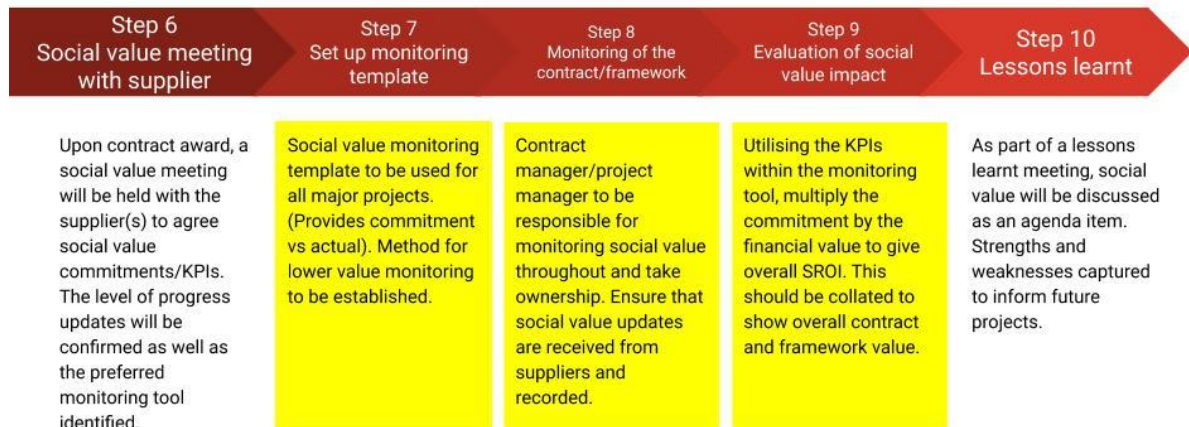 Step 6
Social value meeting
with supplier
Step 7
Set up monitoring
template
Step 8
Monitoring of the
contract/framework
Step 9
Evaluation of social
value impact
Step 10
Lessons learnt
Upon contract award, a
social value meeting
will be held with the
supplier(s) to agree
social value
commitments/KPIs.
The level of progress
updates will be
confirmed as well as
the preferred
monitoring tool
identified.
Social value monitoring
template to be used for
all major projects.
(Provides commitment
vs actual). Method for
lower value monitoring
to be established.
Contract
manager/project
manager to be
responsible for
monitoring social value
throughout and take
ownership. Ensure that
social value updates
are received from
suppliers and
recorded.
Utilising the KPIs
within the monitoring
tool, multiply the
commitment by the
financial value to give
overall SROI. This
should be collated to
show overall contract
and framework value.
As part of a lessons
learnt meeting, social
value will be discussed
as an agenda item.
Strengths and
weaknesses captured
to inform future
projects.